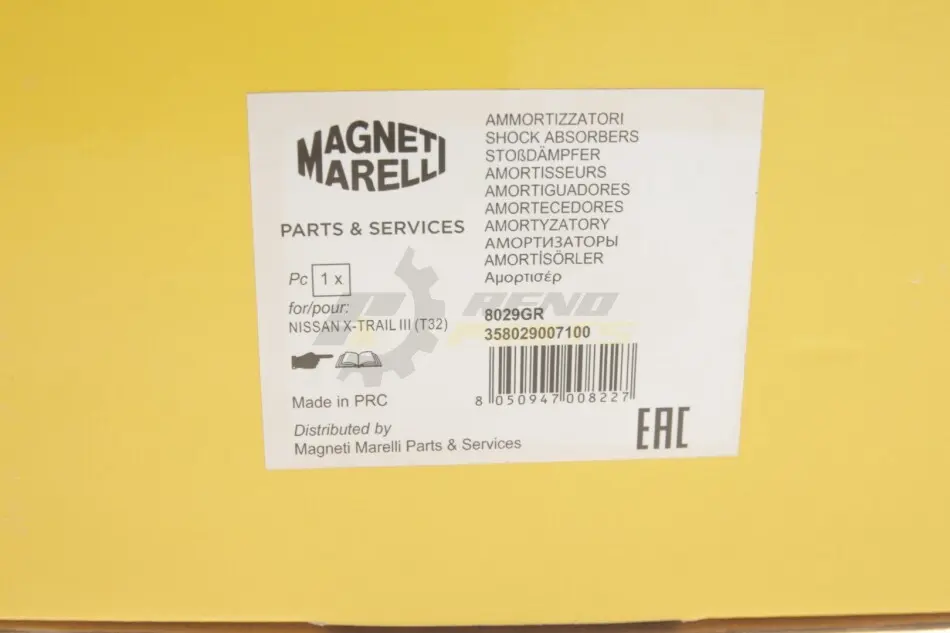 MAGNETI
MARELLI
PARTS & SERVICES
Pc 1 x
for/pour:
NISSAN X-TRAIL III (T32)
Made in PRC
Distributed by
Magneti Marelli Parts & Services
AMMORTIZZATORI
SHOCK ABSORBERS
STOßDÄMPFER
AMORTISSEURS
AMORTIGUADORES
AMORTECEDORES
AMORTYZATORY
АМОРТИЗАТОРЫ
AMORTİSÖRLER
Αμορτισέρ
8029GR
358029007100
8 050947 008227
EAC
RENO